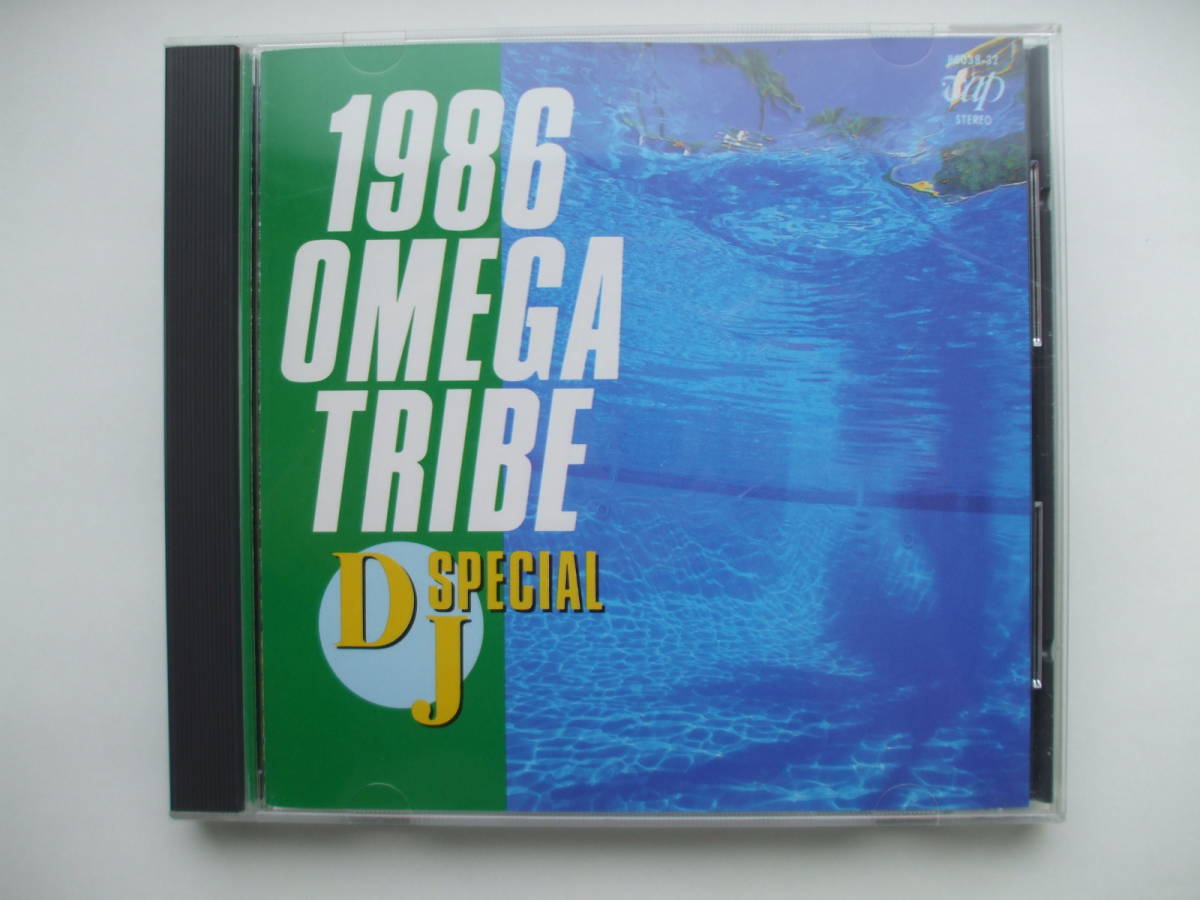 1986
OMEGA
TRIBE
DJ
SPECIAL
Vap
STEREO